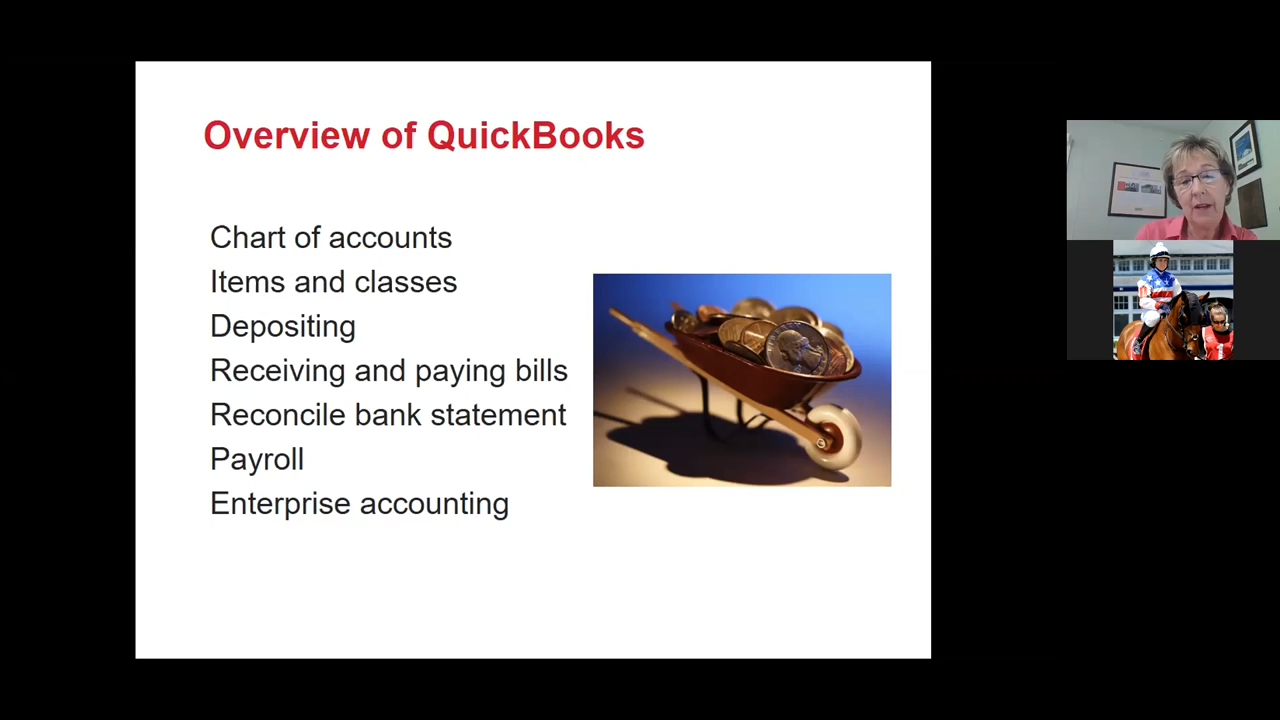 Overview of QuickBooks
Chart of accounts
Items and classes
Depositing
Receiving and paying bills
Reconcile bank statement
Payroll
Enterprise accounting
1